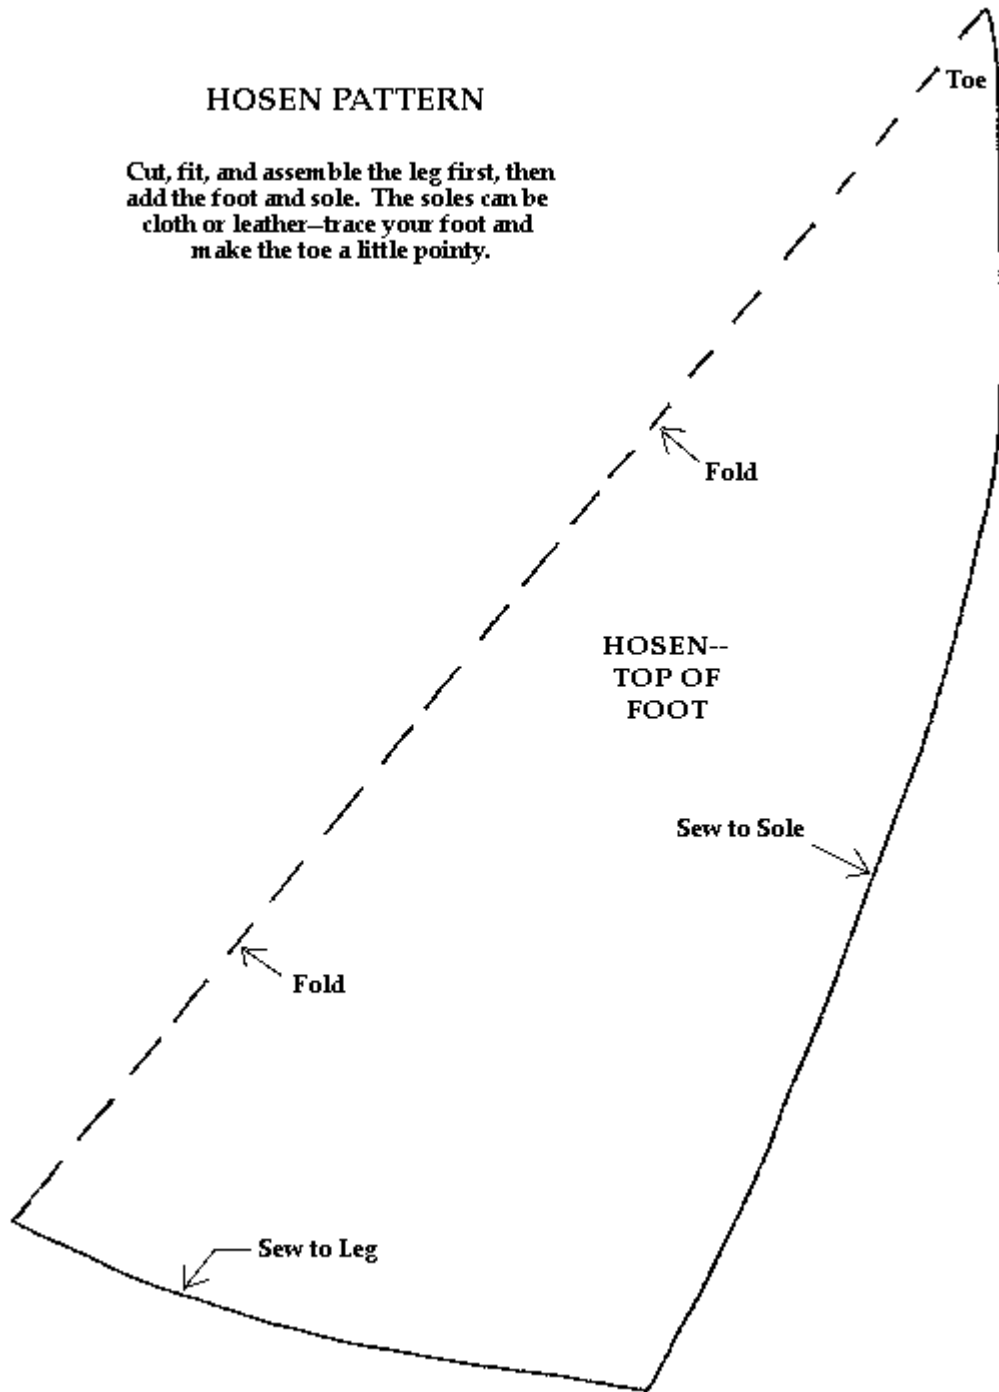 HOSEN PATTERN
Cut, fit, and assemble the leg first, then
add the foot and sole. The soles can be
cloth or leather--trace your foot and
make the toe a little pointy.
Toe
Fold
HOSEN--
TOP OF
FOOT
Sew to Sole
Fold
Sew to Leg